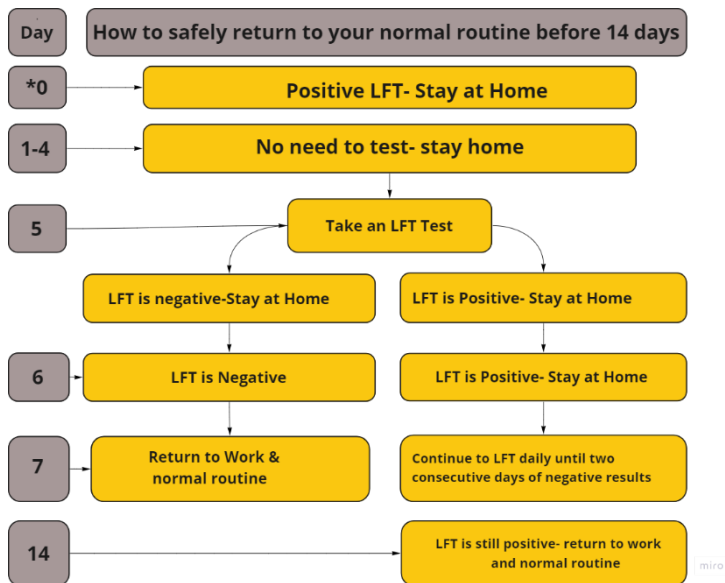 Day
How to safely return to your normal routine before 14 days
*0
Positive LFT- Stay at Home
1-4
No need to test- stay home
5
Take an LFT Test
LFT is negative-Stay at Home
LFT is Positive- Stay at Home
6
LFT is Negative
LFT is Positive- Stay at Home
7
Return to Work &
normal routine
Continue to LFT daily until two
consecutive days of negative results
14
LFT is still positive- return to work
and normal routine
miro